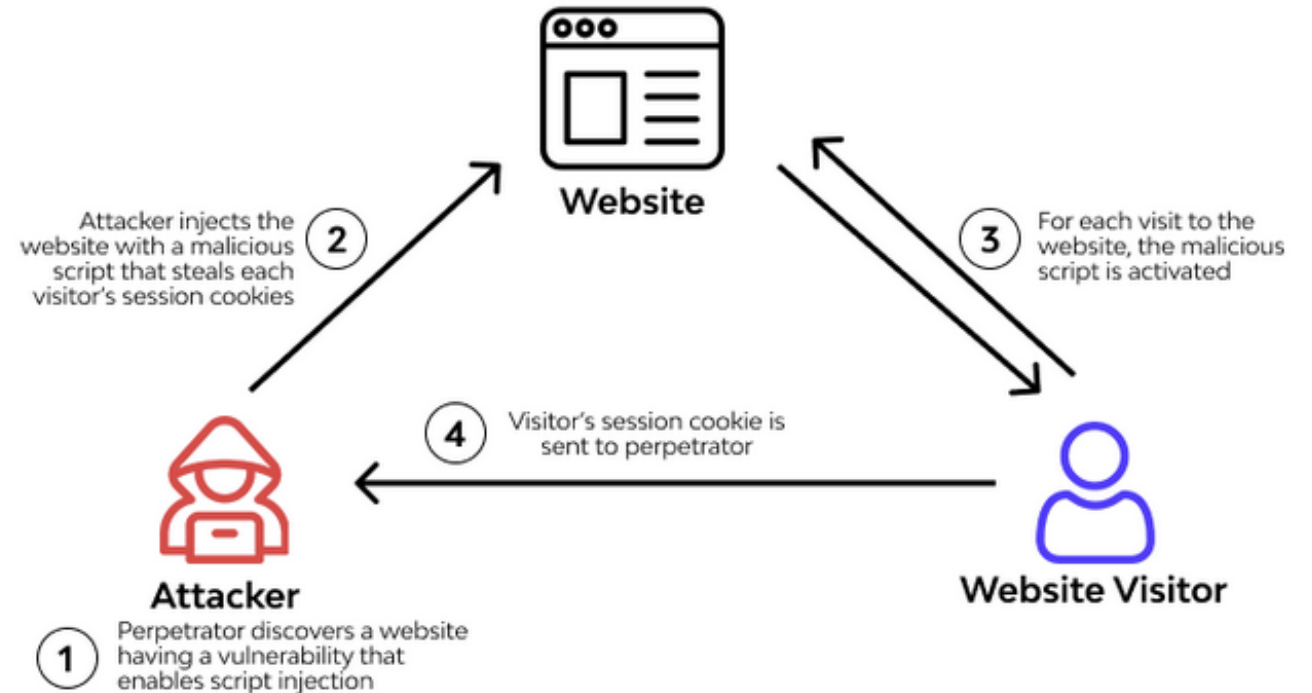 Website
Attacker injects the
website with a malicious
script that steals each
visitor's session cookies
2
3
For each visit to the
website, the malicious
script is activated
4
Visitor's session cookie is
sent to perpetrator
Attacker
Website Visitor
1
Perpetrator discovers a website
having a vulnerability that
enables script injection